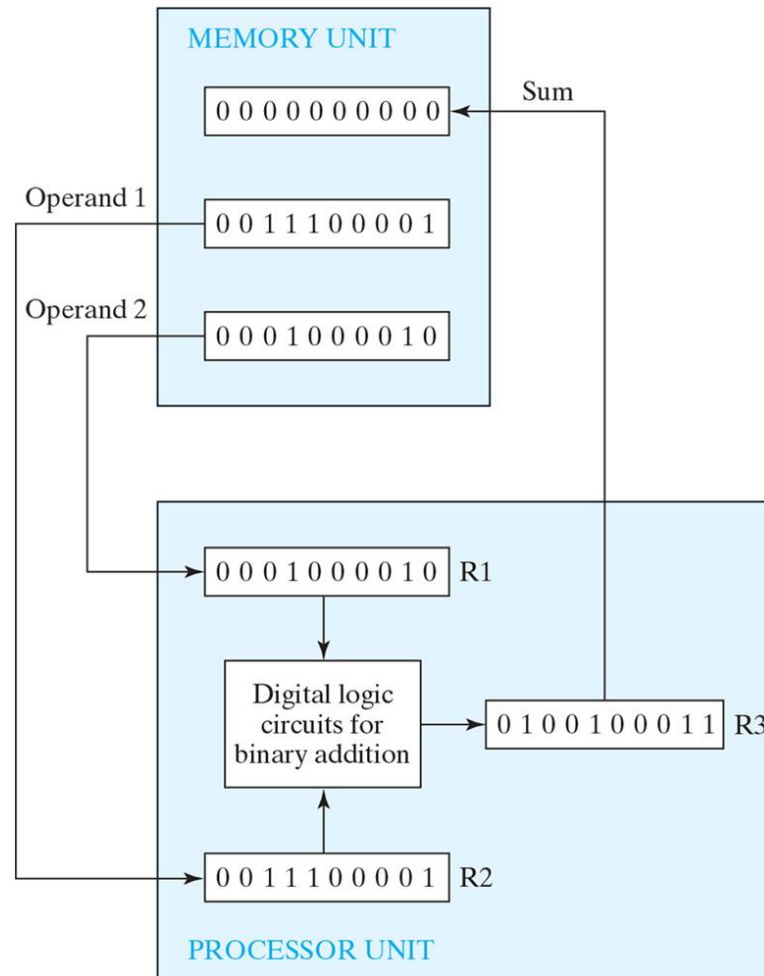 MEMORY UNIT
Sum
0 0 0 0 0 0 0 0 0 0
Operand 1
0 0 1 1 1 0 0 0 0 1
Operand 2
0 0 0 1 0 0 0 0 1 0
0 0 0 1 0 0 0 0 1 0 R1
Digital logic
circuits for
binary addition
0 1 0 0 1 0 0 0 1 1 R3
0 0 1 1 1 0 0 0 0 1 R2
PROCESSOR UNIT